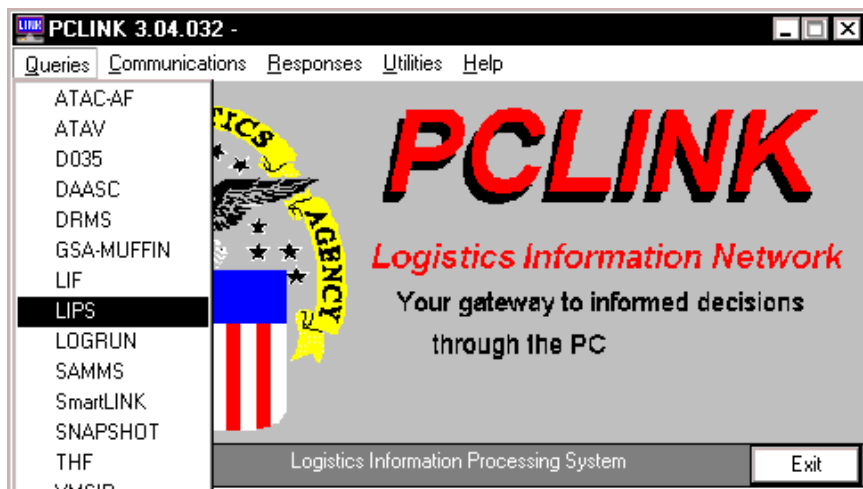 LINK PCLINK 3.04.032 -
Queries Communications Responses Utilities Help
ATAC-AF
ATAV
D035
DAASC
DRMS
GSA-MUFFIN
LIF
LIPS
LOGRUN
SAMMS
SmartLINK
SNAPSHOT
THF
AGENCY
PCLINK
Logistics Information Network
Your gateway to informed decisions
through the PC
Logistics Information Processing System
Exit